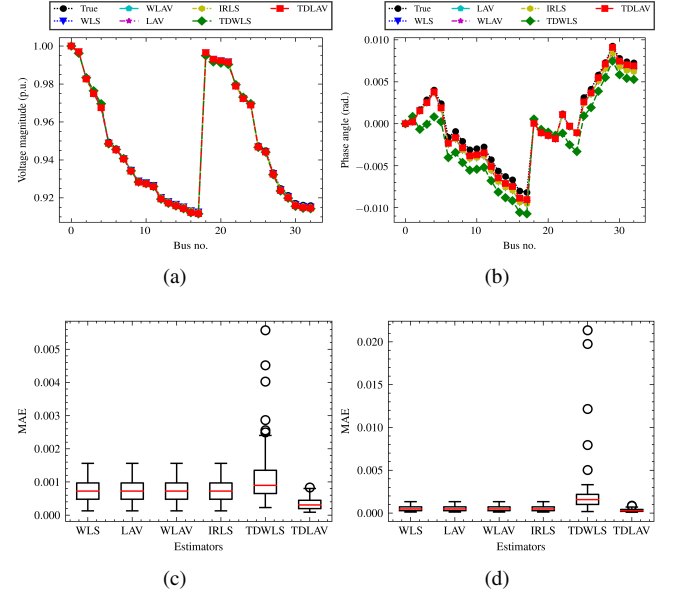 True WLAV IRLS TDLAV
WLS LAV TDWLS
Voltage magnitude (p.u.)
1.00
0.98
0.96
0.94
0.92
0 10 20 30
Bus no.
(a)
True WLAV IRLS TDLAV
WLS LAV TDWLS
Phase angle (rad.)
0.010
0.005
0.000
−0.005
−0.010
0 10 20 30
Bus no.
(b)
MAE
0.005
0.004
0.003
0.002
0.001
0.000
WLS LAV WLAV IRLS TDWLS TDLAV
Estimators
(c)
MAE
0.020
0.015
0.010
0.005
0.000
WLS LAV WLAV IRLS TDWLS TDLAV
Estimators
(d)